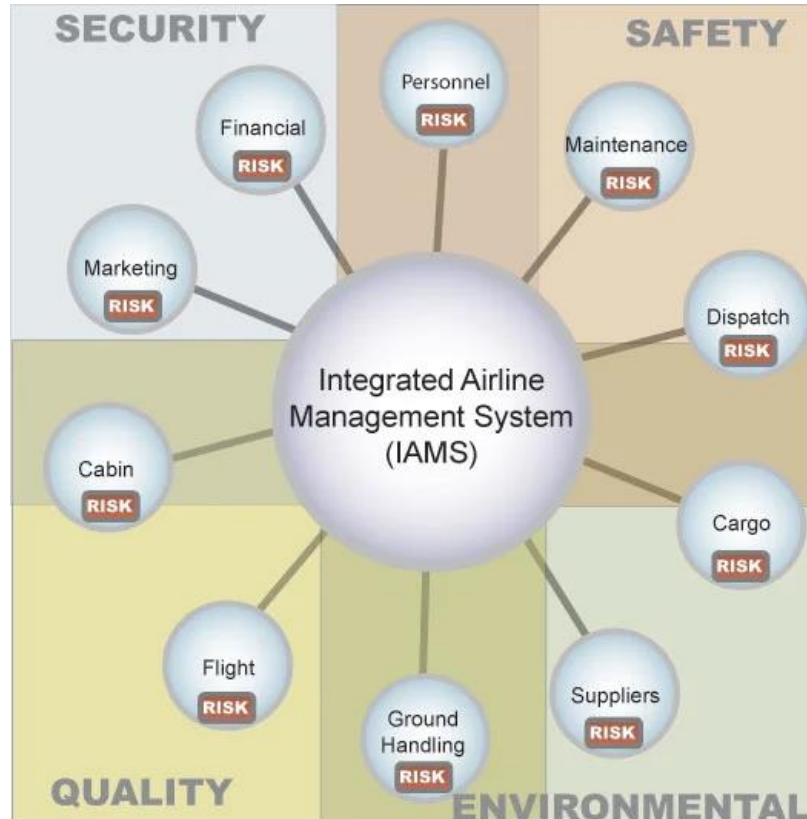 SECURITY
SAFETY
Personnel
RISK
Financial
RISK
Maintenance
RISK
Marketing
RISK
Dispatch
RISK
Integrated Airline
Management System
(IAMS)
Cabin
RISK
Cargo
RISK
Flight
RISK
Suppliers
RISK
Ground
Handling
RISK
QUALITY
ENVIRONMENTAL